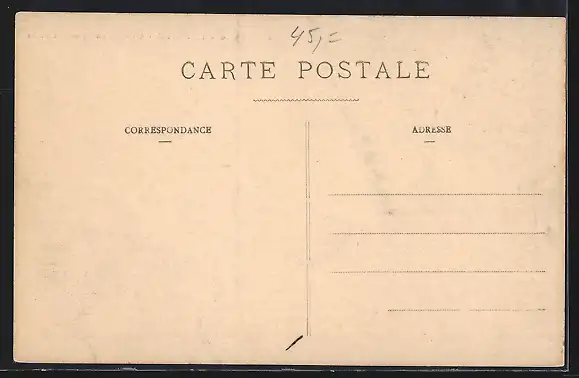 45,=
CARTE POSTALE
CORRESPONDANCE
ADRESSE